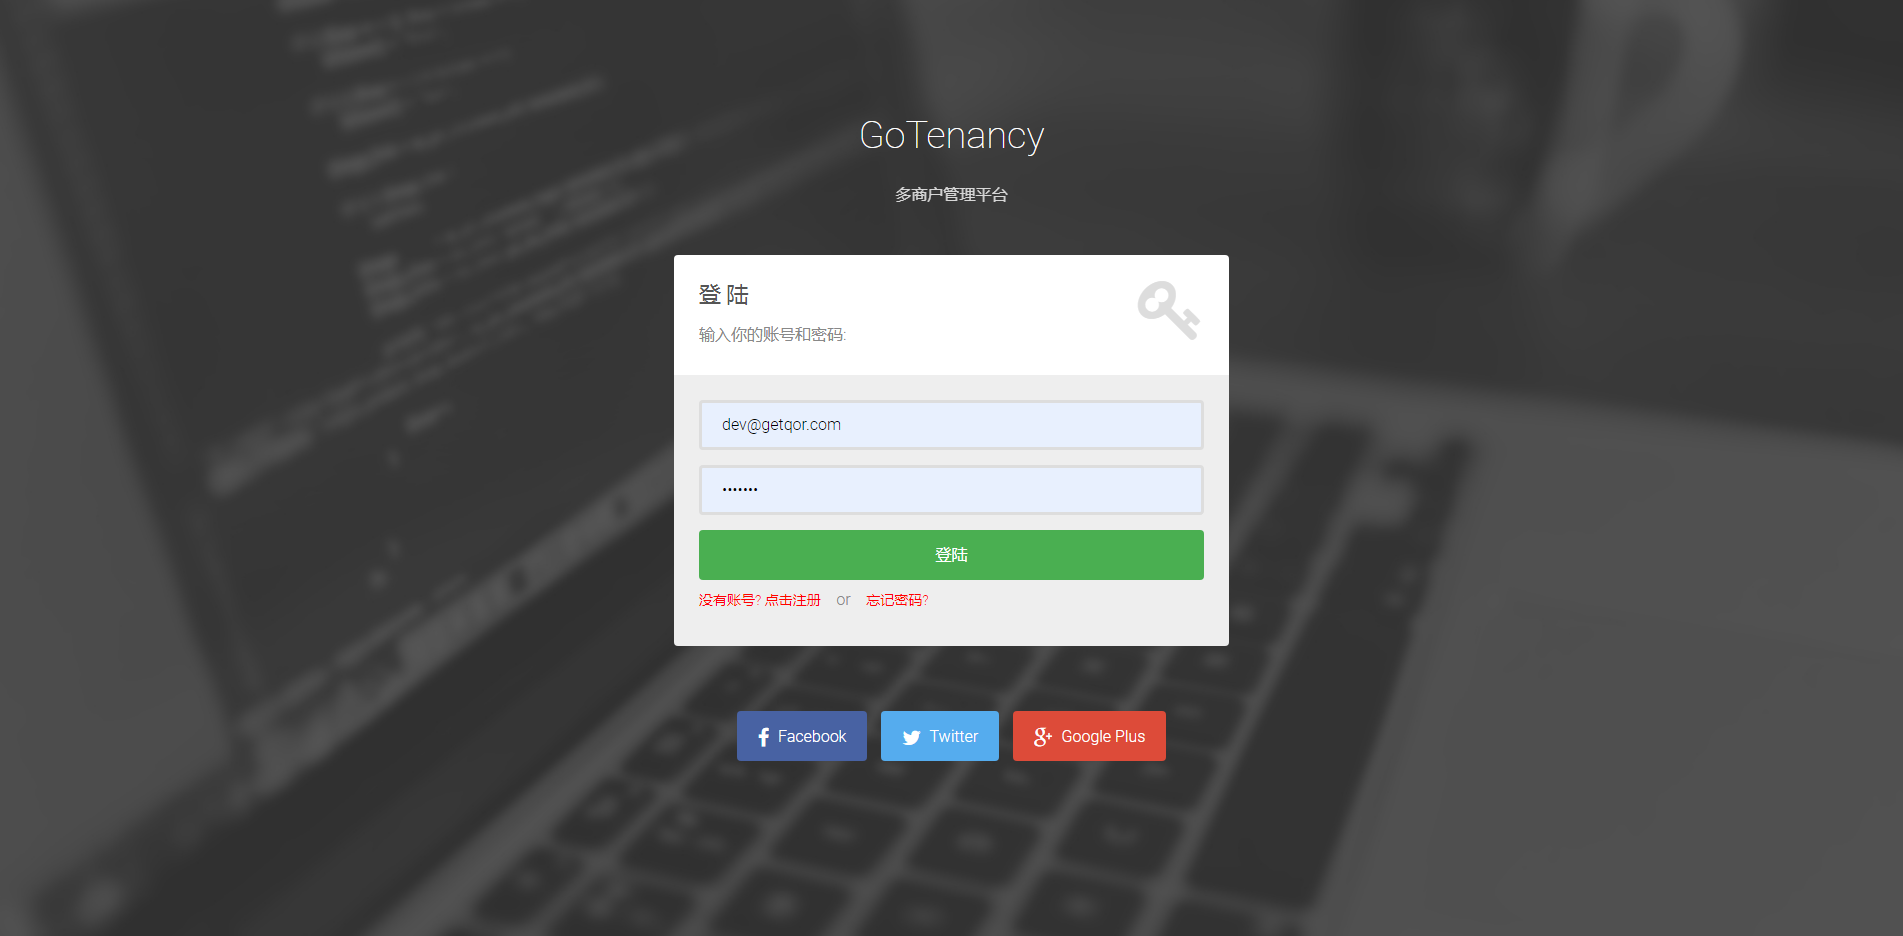 GoTenancy
多商户管理平台
登 陆
输入你的账号和密码:
dev@getqor.com
•••••••
登陆
没有账号? 点击注册 or 忘记密码?
Facebook Twitter Google Plus